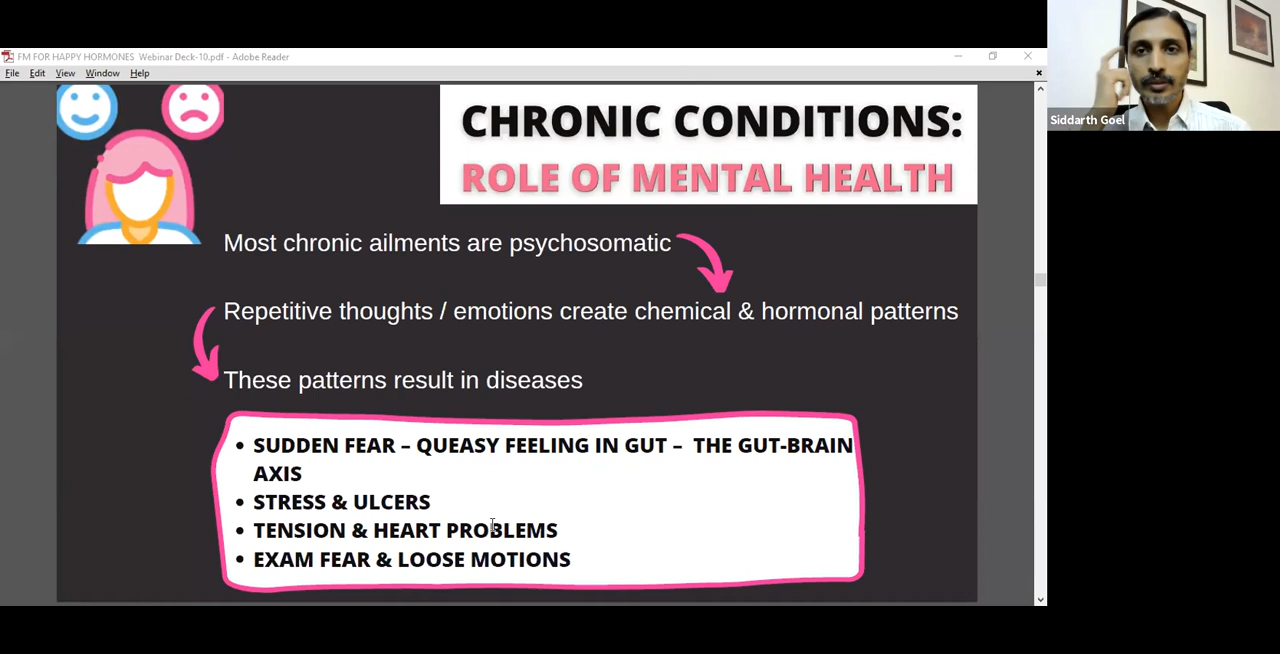 FM FOR HAPPY HORMONES  Webinar Deck-10.pdf - Adobe Reader
File Edit View Window Help
Siddarth Goel
CHRONIC CONDITIONS:
ROLE OF MENTAL HEALTH
Most chronic ailments are psychosomatic
Repetitive thoughts / emotions create chemical & hormonal patterns
These patterns result in diseases
• SUDDEN FEAR – QUEASY FEELING IN GUT –  THE GUT-BRAIN
AXIS
• STRESS & ULCERS
• TENSION & HEART PROBLEMS
• EXAM FEAR & LOOSE MOTIONS